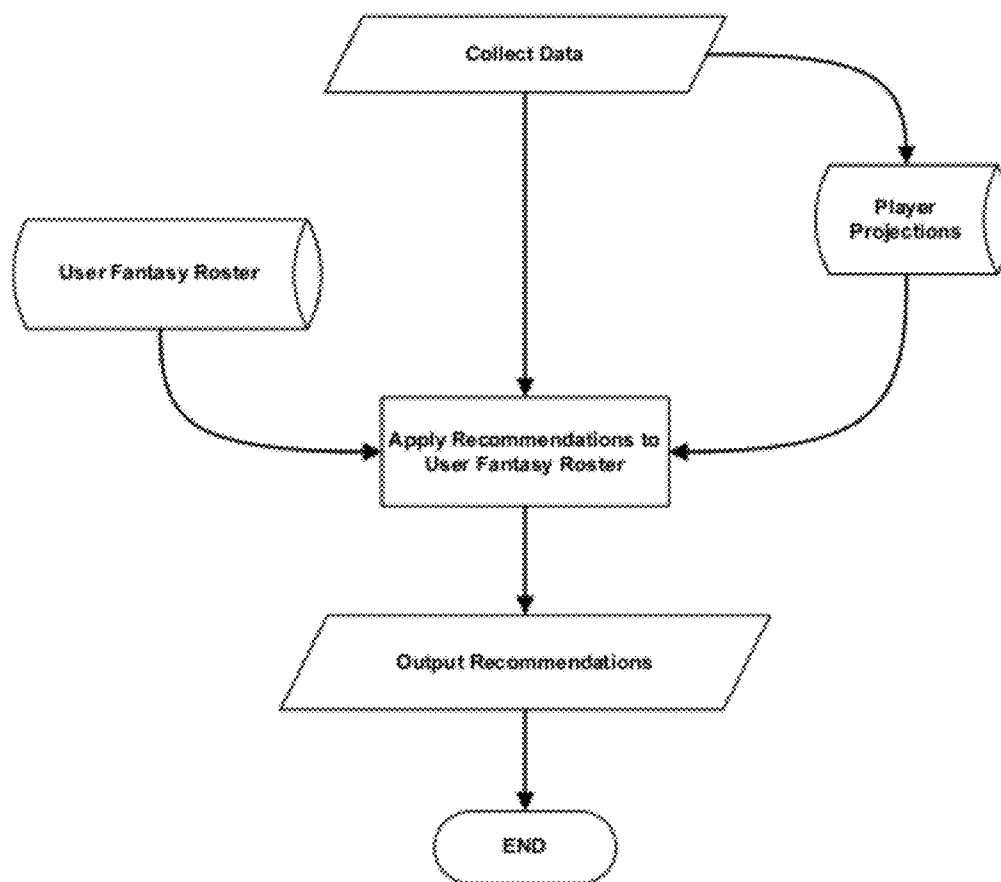 Collect Data
Player
Projections
User Fantasy Roster
Apply Recommendations to
User Fantasy Roster
Output Recommendations
END